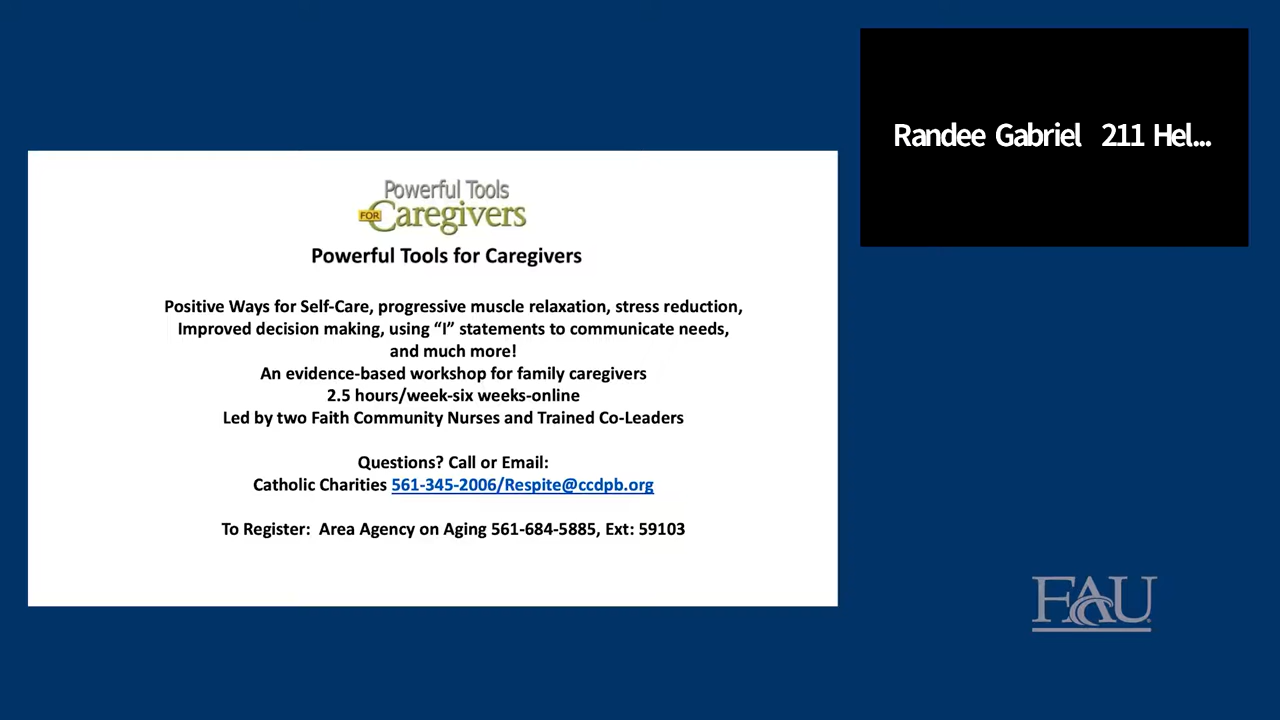 Randee Gabriel 211 Hel...
Powerful Tools
FOR Caregivers
Powerful Tools for Caregivers
Positive Ways for Self-Care, progressive muscle relaxation, stress reduction,
Improved decision making, using “I” statements to communicate needs,
and much more!
An evidence-based workshop for family caregivers
2.5 hours/week-six weeks-online
Led by two Faith Community Nurses and Trained Co-Leaders
Questions? Call or Email:
Catholic Charities 561-345-2006/Respite@ccdpb.org
To Register: Area Agency on Aging 561-684-5885, Ext: 59103
FAU